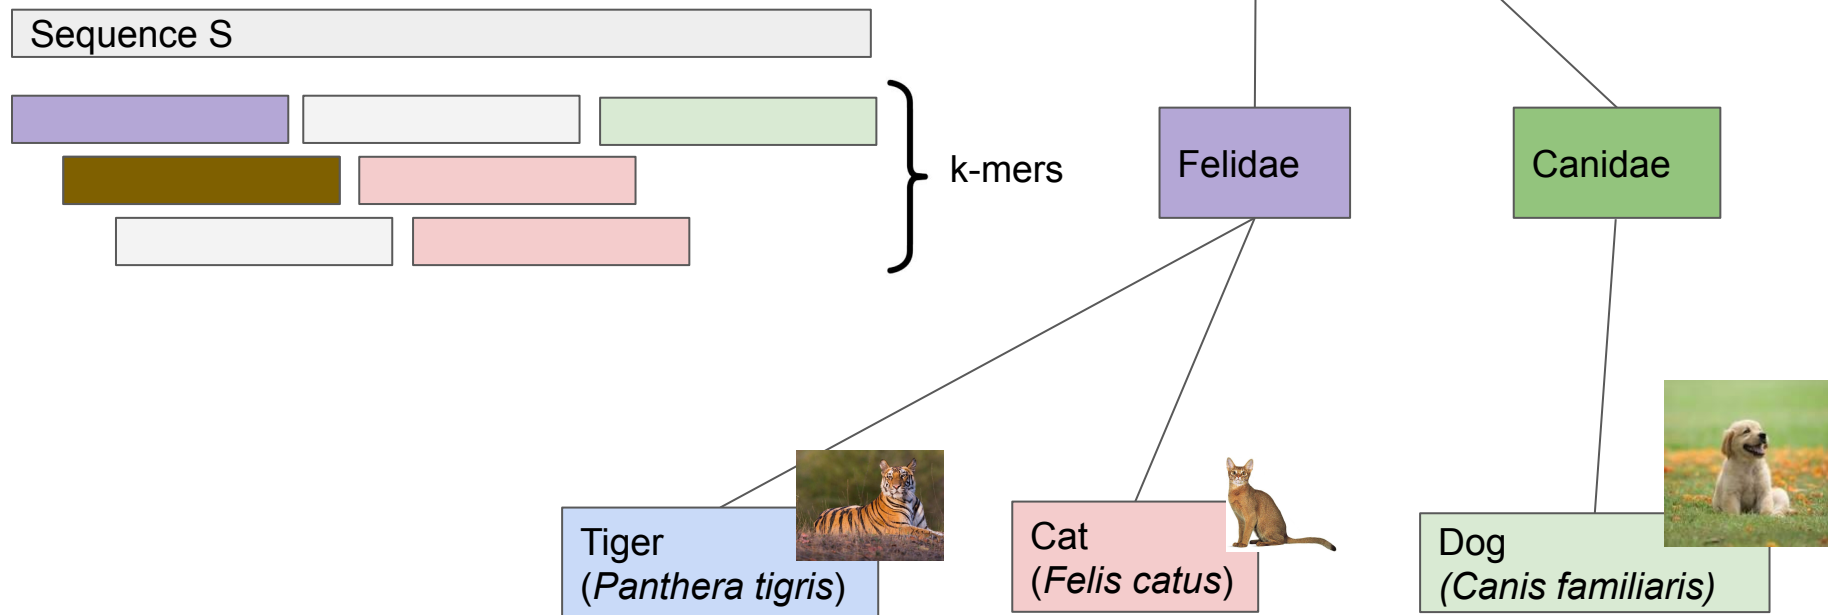 Sequence S
k-mers
Felidae
Canidae
Tiger
(Panthera tigris)
Cat
(Felis catus)
Dog
(Canis familiaris)